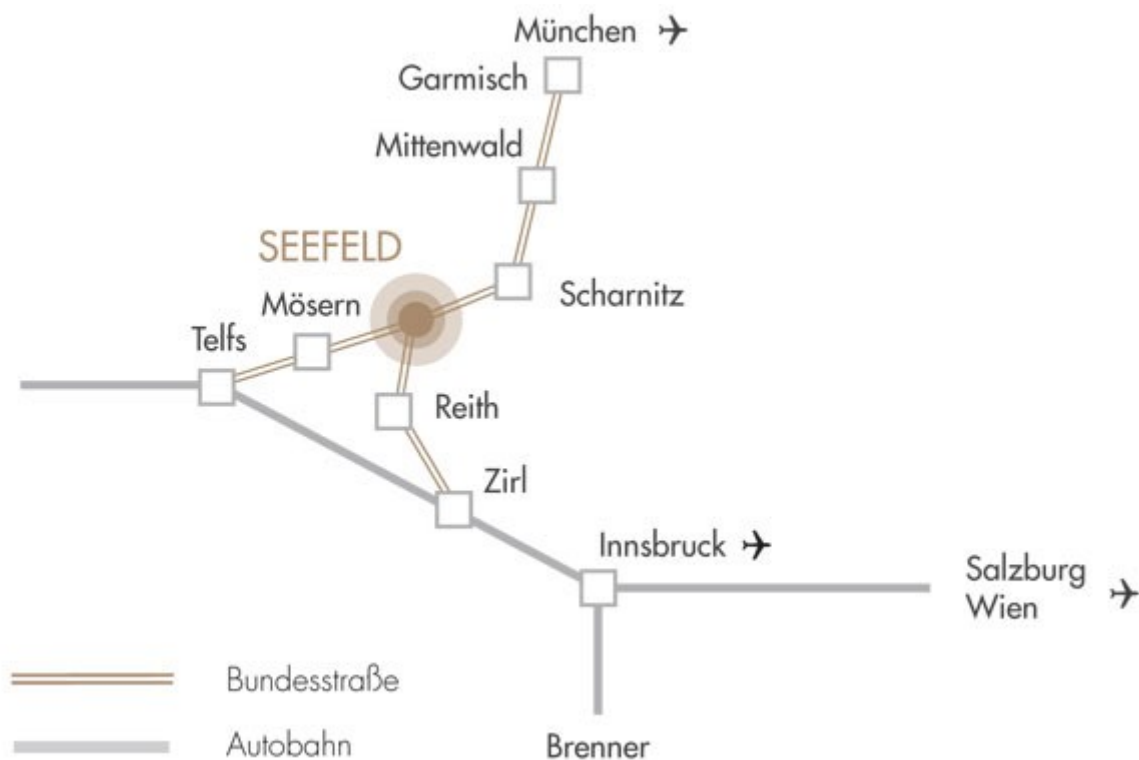 München
Garmisch
Mittenwald
SEEFELD
Scharnitz
Mösern
Telfs
Reith
Zirl
Innsbruck
Salzburg
Wien
Bundesstraße
Autobahn
Brenner